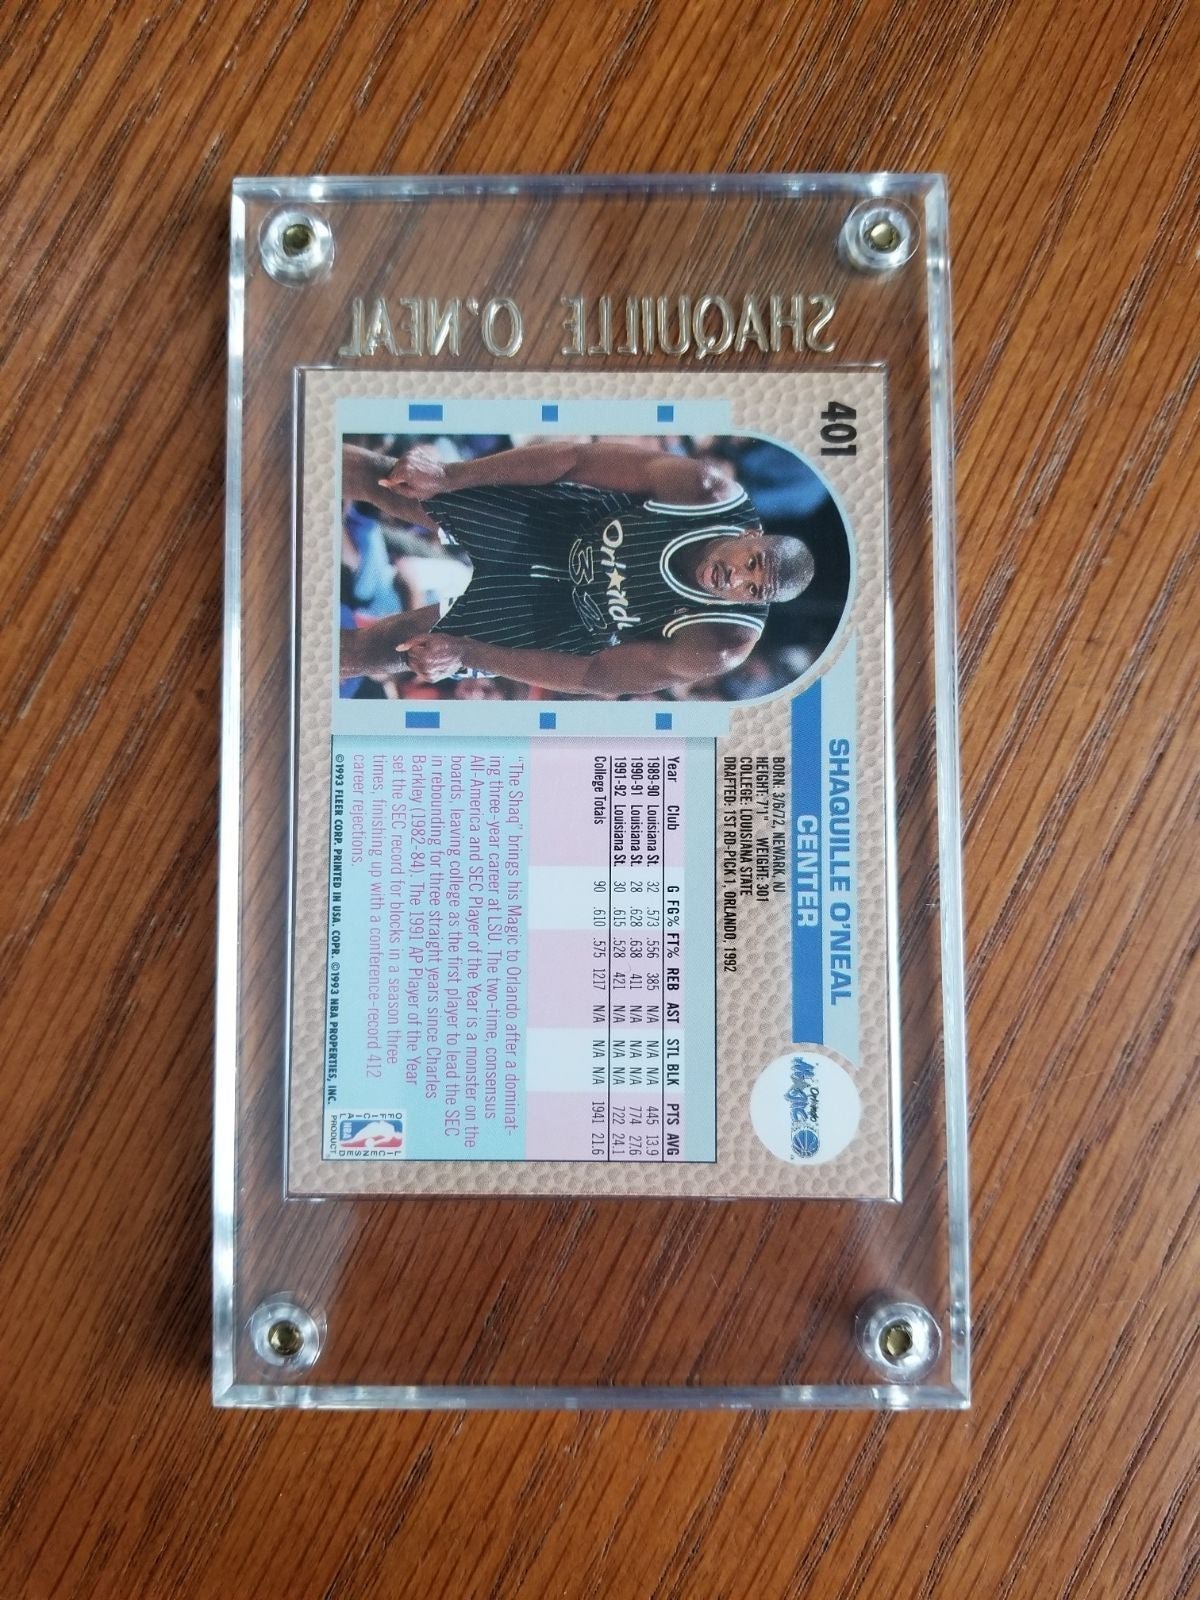 SHAQUILLE O'NEAL
401
SHAQUILLE O'NEAL
CENTER
Orlando Magic
BORN: 3/6/72, NEWARK, NJ
HEIGHT: 7'1" WEIGHT: 301
COLLEGE: LOUISIANA STATE
DRAFTED: 1ST RD-PICK 1, ORLANDO, 1992
Orlando
32
Year Club G FG% FT% REB AST STL BLK PTS AVG
1989-90 Louisiana St. 32 .573 .556 385 N/A N/A N/A 445 13.9
1990-91 Louisiana St. 28 .628 .638 411 N/A N/A N/A 774 27.6
1991-92 Louisiana St. 30 .615 .528 421 N/A N/A N/A 722 24.1
College Totals 90 .610 .575 1217 N/A N/A N/A 1941 21.6
"The Shaq" brings his Magic to Orlando after a dominat-
ing three-year career at LSU. The two-time, consensus
All-America and SEC Player of the Year is a monster on the
boards, leaving college as the first player to lead the SEC
in rebounding for three straight years since Charles
Barkley (1982-84). The 1991 AP Player of the Year
set the SEC record for blocks in a season three
times, finishing up with a conference-record 412
career rejections.
©1993 FLEER CORP. PRINTED IN USA. COPR. ©1993 NBA PROPERTIES, INC.
OFFICIAL LICENSED
NBA
PRODUCT